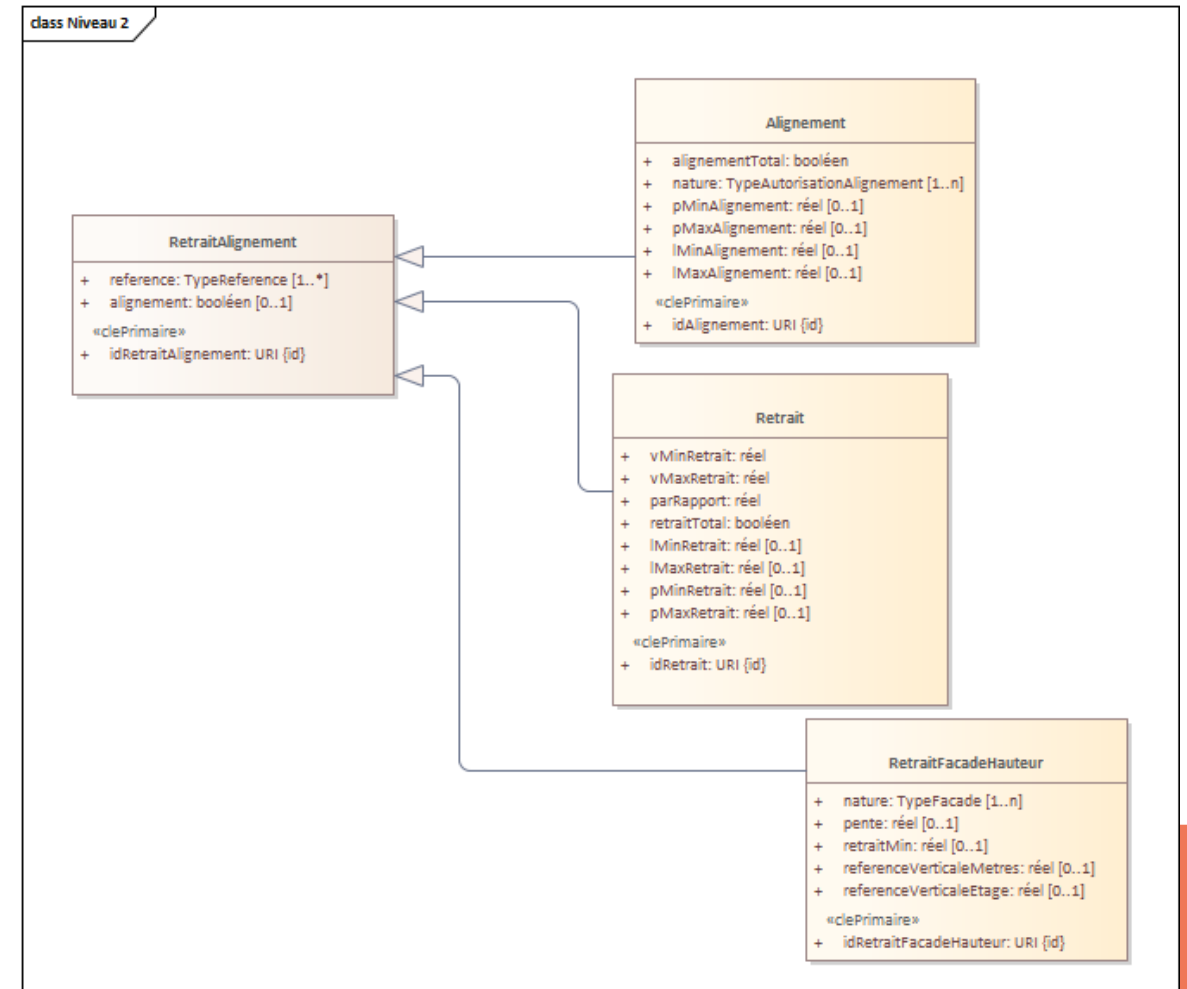 class Niveau 2
Alignement
+ alignementTotal: booléen
+ nature: TypeAutorisationAlignement [1..n]
+ pMinAlignement: réel [0..1]
+ pMaxAlignement: réel [0..1]
+ lMinAlignement: réel [0..1]
+ lMaxAlignement: réel [0..1]
«clePrimaire»
+ idAlignement: URI {id}
RetraitAlignement
+ reference: TypeReference [1..*]
+ alignement: booléen [0..1]
«clePrimaire»
+ idRetraitAlignement: URI {id}
Retrait
+ vMinRetrait: réel
+ vMaxRetrait: réel
+ parRapport: réel
+ retraitTotal: booléen
+ lMinRetrait: réel [0..1]
+ lMaxRetrait: réel [0..1]
+ pMinRetrait: réel [0..1]
+ pMaxRetrait: réel [0..1]
«clePrimaire»
+ idRetrait: URI {id}
RetraitFacadeHauteur
+ nature: TypeFacade [1..n]
+ pente: réel [0..1]
+ retraitMin: réel [0..1]
+ referenceVerticaleMetres: réel [0..1]
+ referenceVerticaleEtage: réel [0..1]
«clePrimaire»
+ idRetraitFacadeHauteur: URI {id}